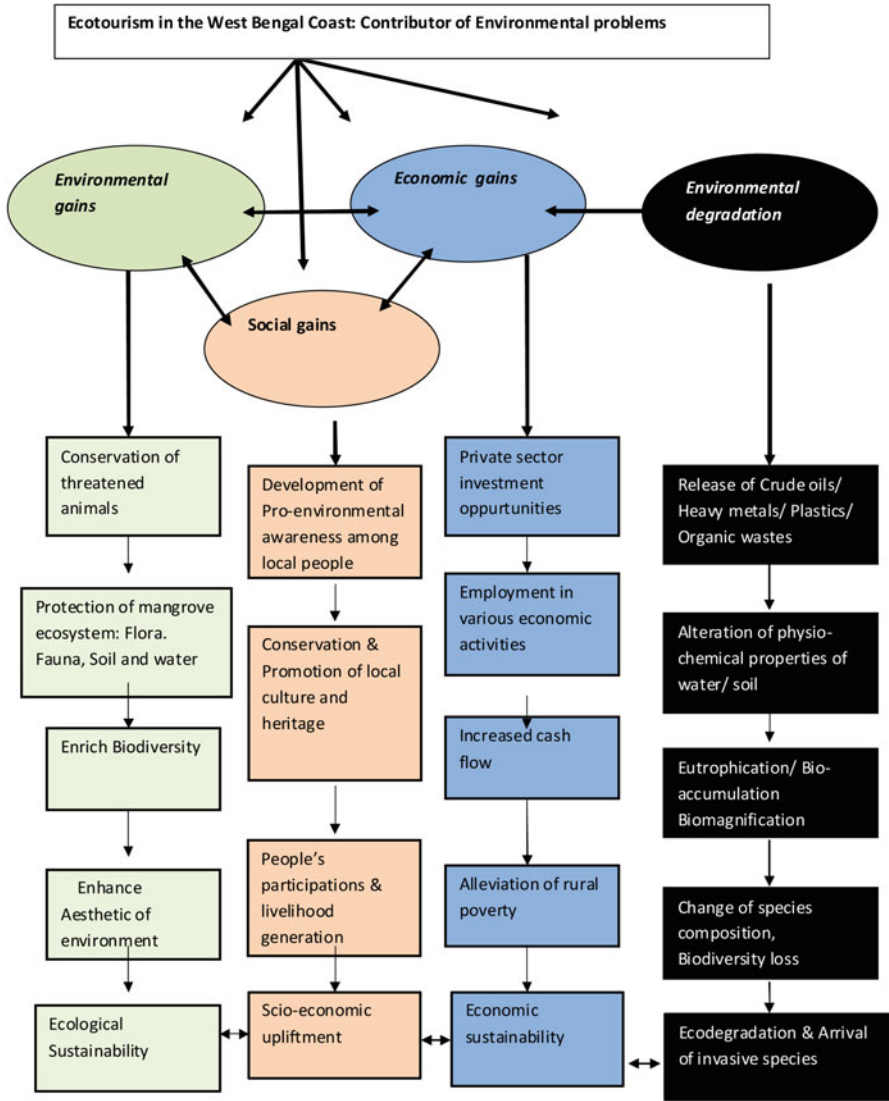 Ecotourism in the West Bengal Coast: Contributor of Environmental problems
Environmental
gains
Economic gains
Environmental
degradation
Social gains
Conservation of
threatened
animals
Protection of mangrove
ecosystem: Flora.
Fauna, Soil and water
Enrich Biodiversity
Enhance
Aesthetic of
environment
Ecological
Sustainability
Development of
Pro-environmental
awareness among
local people
Conservation &
Promotion of local
culture and
heritage
People's
participations &
livelihood
generation
Scio-economic
upliftment
Private sector
investment
oppurtunities
Employment in
various economic
activities
Increased cash
flow
Alleviation of rural
poverty
Economic
sustainability
Release of Crude oils/
Heavy metals/ Plastics/
Organic wastes
Alteration of physio-
chemical properties of
water/ soil
Eutrophication/ Bio-
accumulation
Biomagnification
Change of species
composition,
Biodiversity loss
Ecodegradation & Arrival
of invasive species